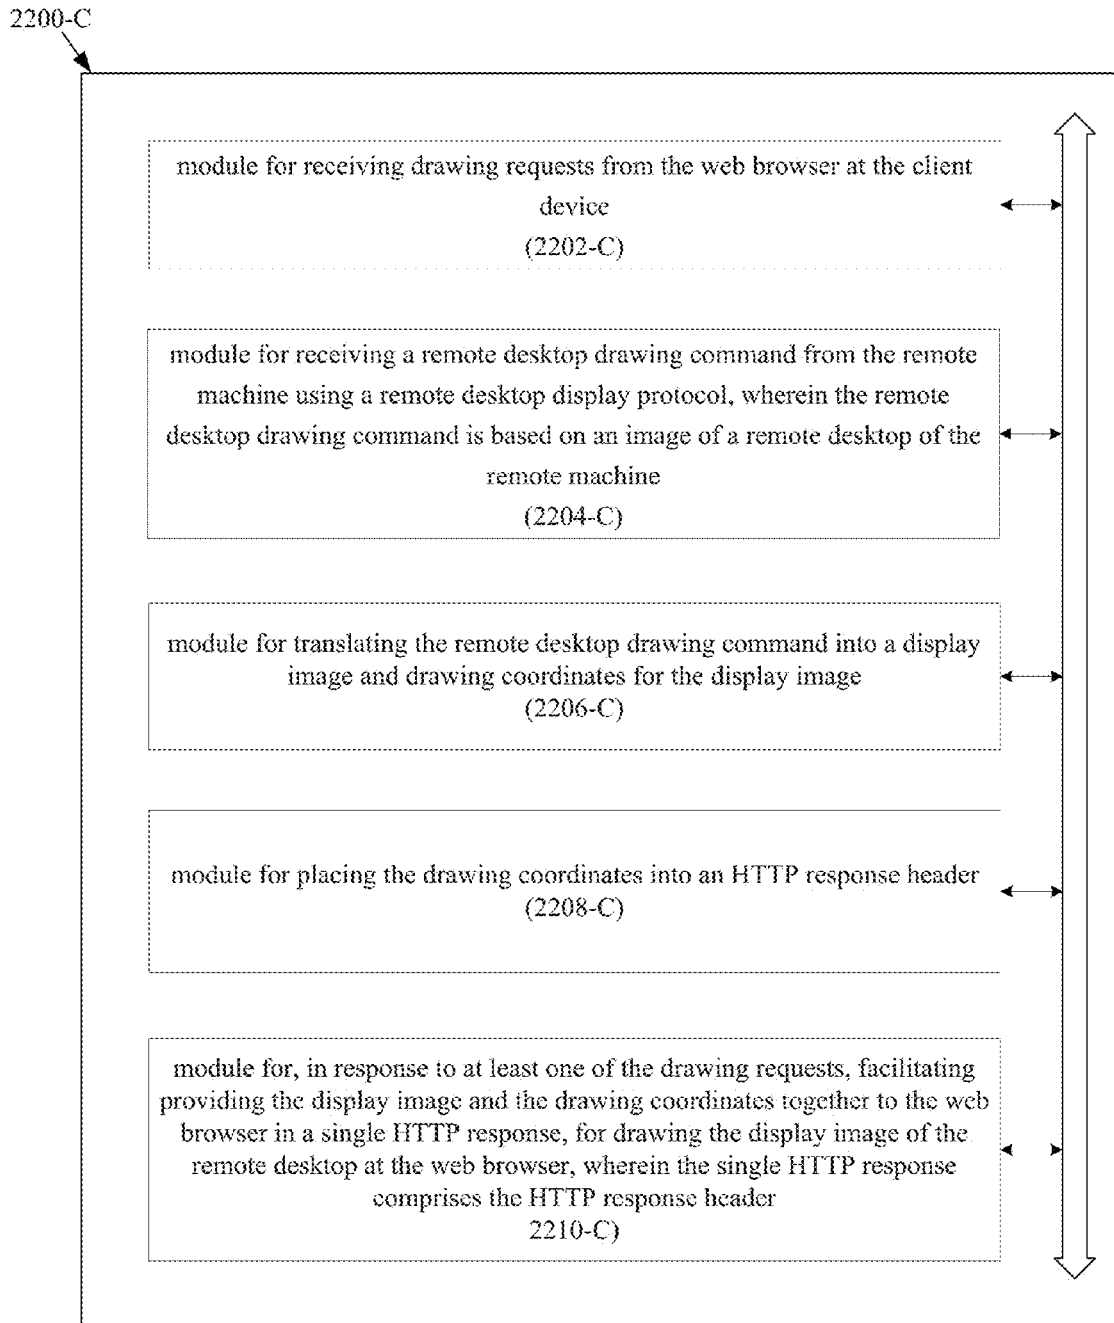 2200-C
module for receiving drawing requests from the web browser at the client
device
(2202-C)
module for receiving a remote desktop drawing command from the remote
machine using a remote desktop display protocol, wherein the remote
desktop drawing command is based on an image of a remote desktop of the
remote machine
(2204-C)
module for translating the remote desktop drawing command into a display
image and drawing coordinates for the display image
(2206-C)
module for placing the drawing coordinates into an HTTP response header
(2208-C)
module for, in response to at least one of the drawing requests, facilitating
providing the display image and the drawing coordinates together to the web
browser in a single HTTP response, for drawing the display image of the
remote desktop at the web browser, wherein the single HTTP response
comprises the HTTP response header
2210-C)